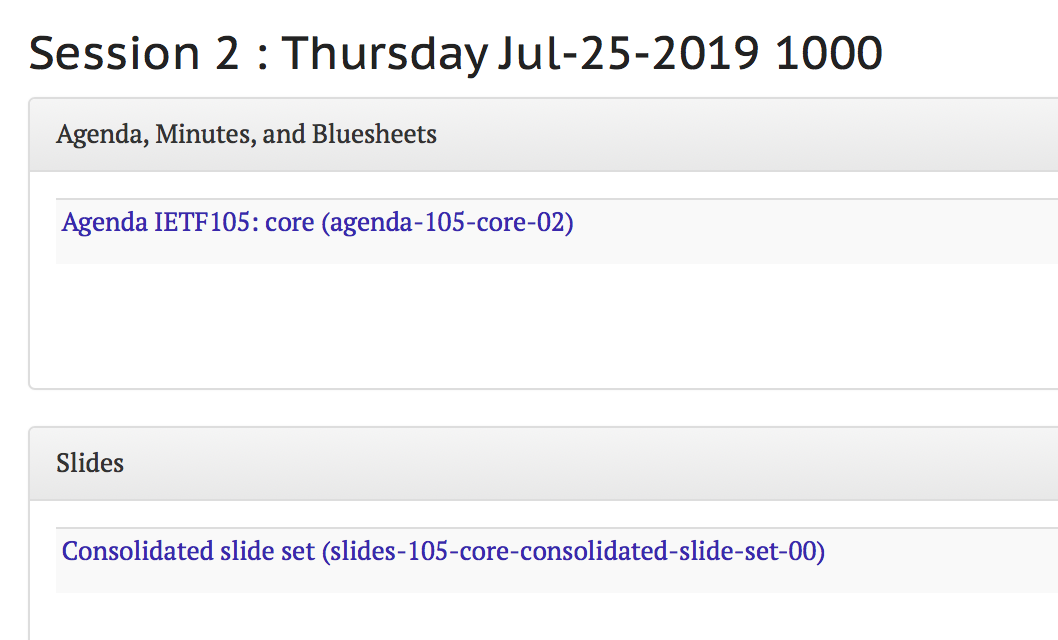 Session 2 : Thursday Jul-25-2019 1000
Agenda, Minutes, and Bluesheets
Agenda IETF105: core (agenda-105-core-02)
Slides
Consolidated slide set (slides-105-core-consolidated-slide-set-00)